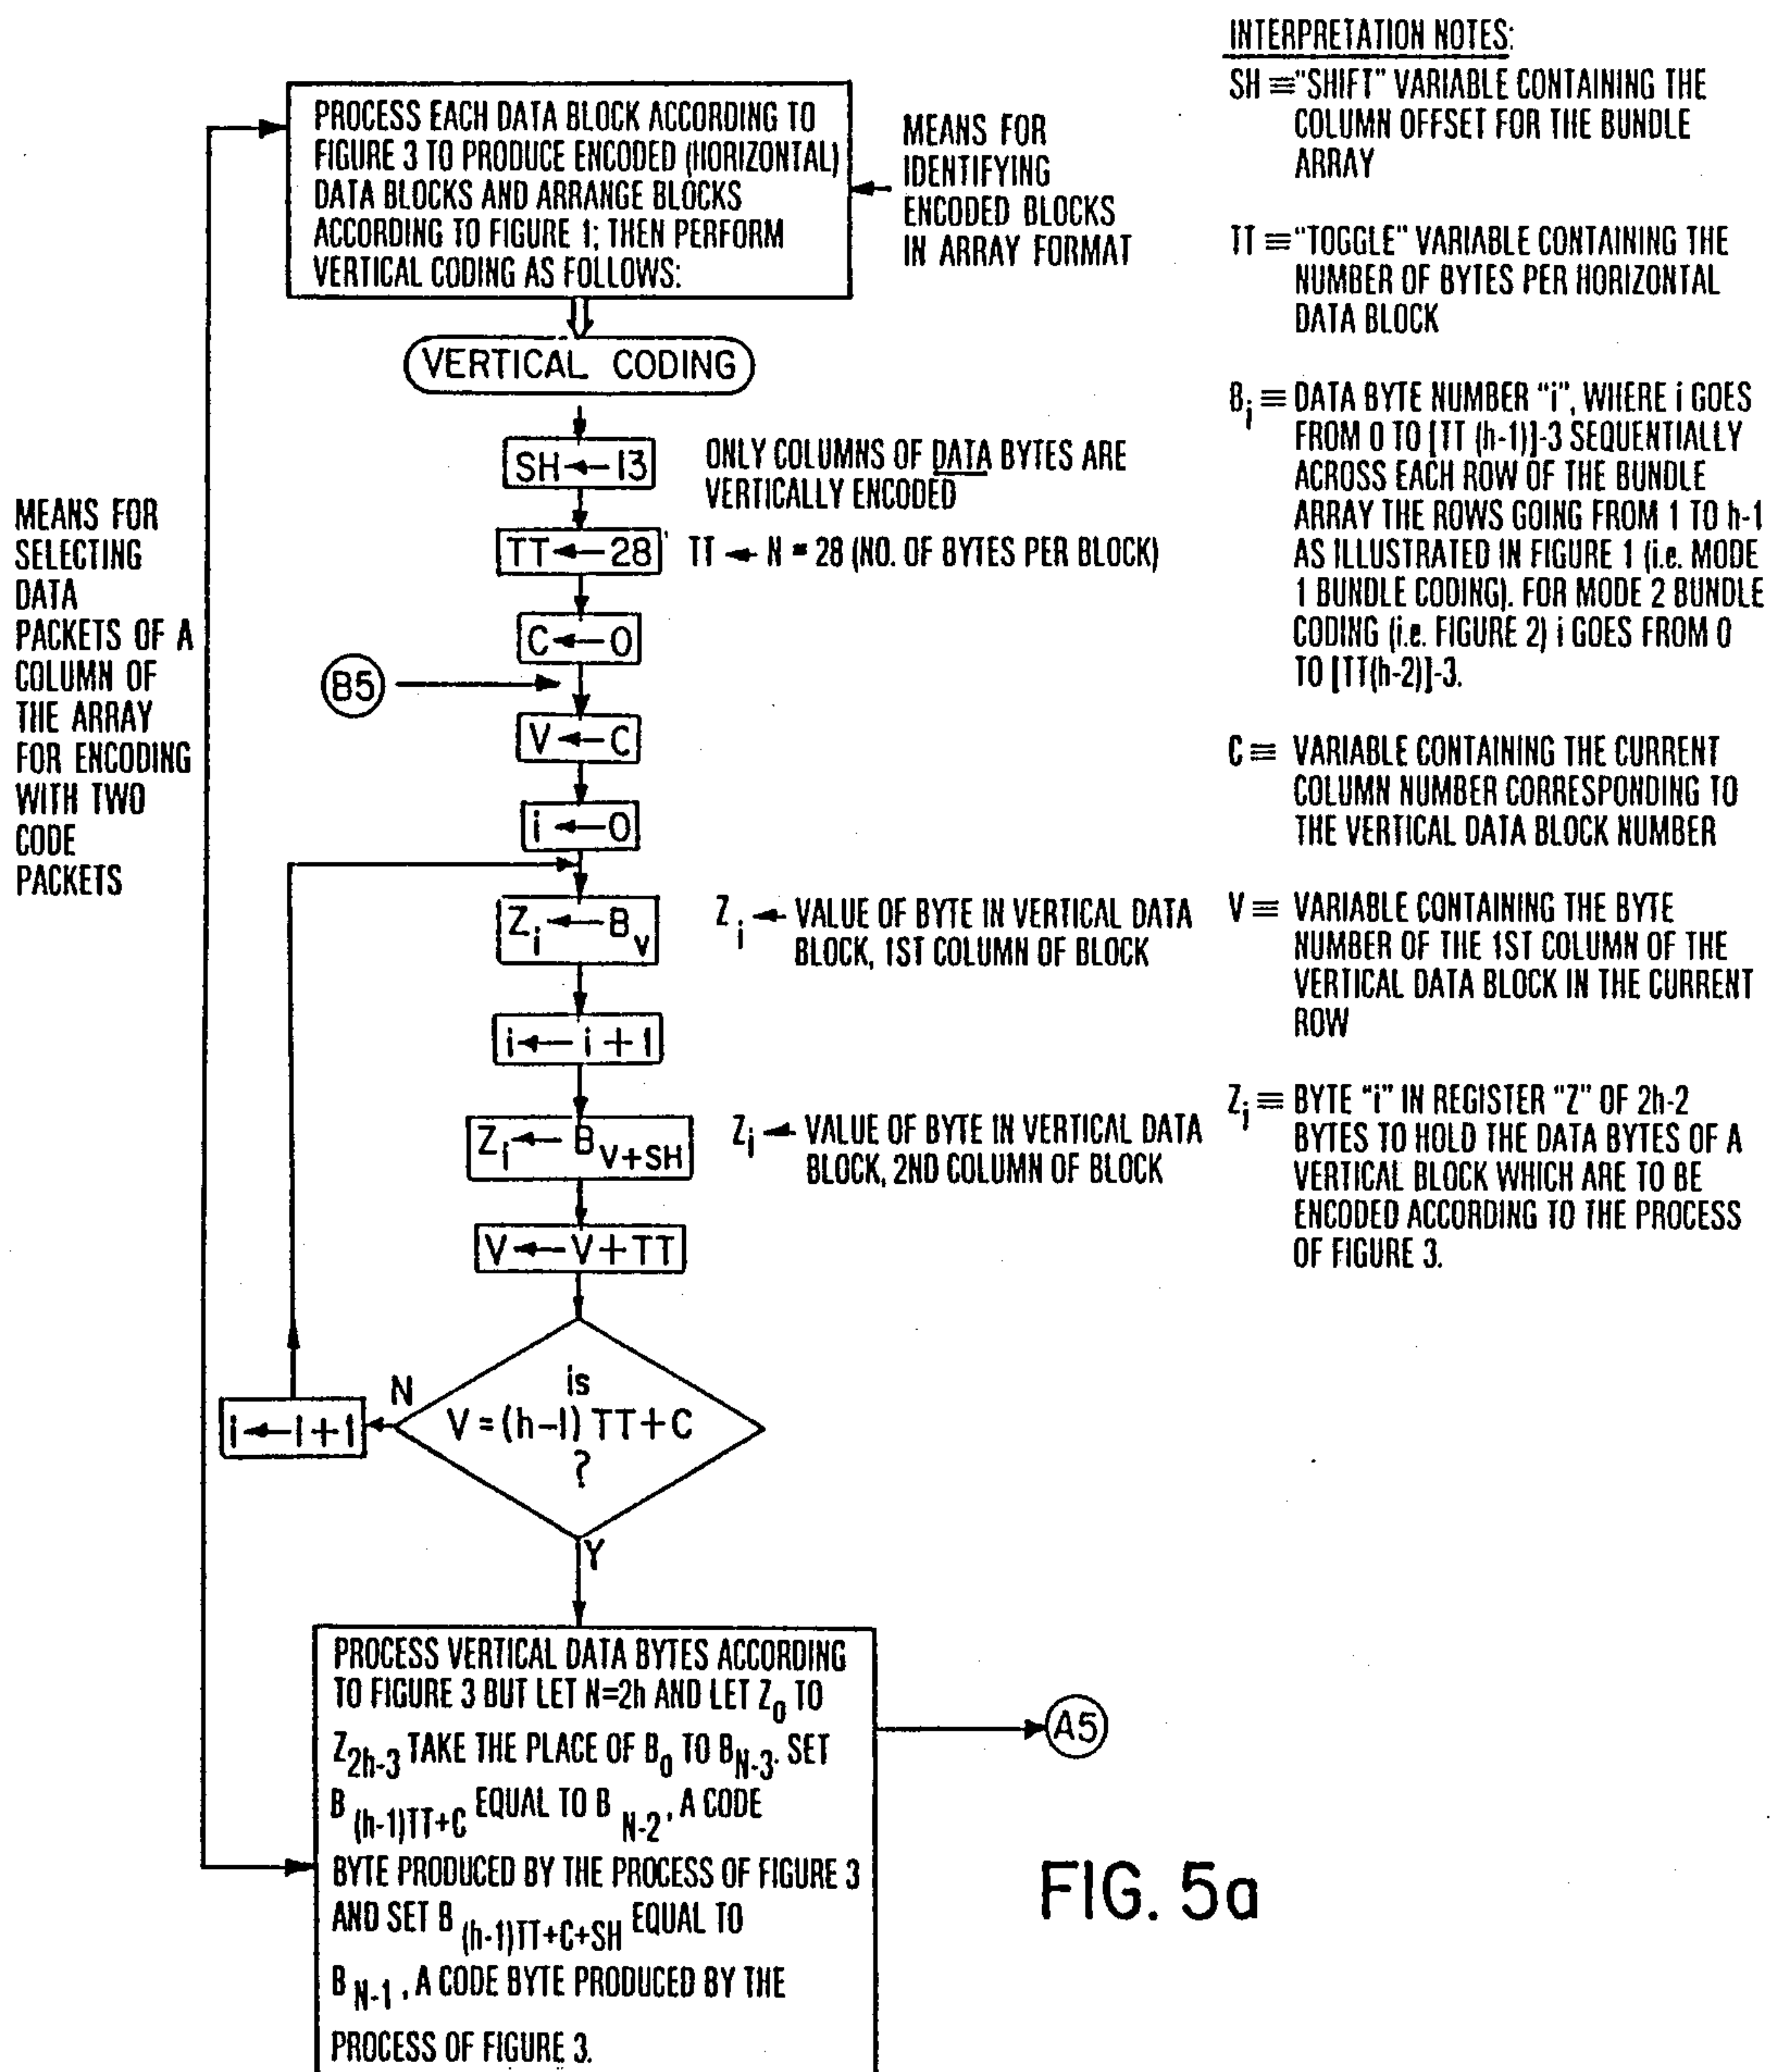 INTERPRETATION NOTES:
SH ≡ "SHIFT" VARIABLE CONTAINING THE
COLUMN OFFSET FOR THE BUNDLE
ARRAY
TT ≡ "TOGGLE" VARIABLE CONTAINING THE
NUMBER OF BYTES PER HORIZONTAL
DATA BLOCK
B_i ≡ DATA BYTE NUMBER "i", WHERE i GOES
FROM 0 TO [TT (h-1)]-3 SEQUENTIALLY
ACROSS EACH ROW OF THE BUNDLE
ARRAY THE ROWS GOING FROM 1 TO h-1
AS ILLUSTRATED IN FIGURE 1 (i.e. MODE
1 BUNDLE CODING). FOR MODE 2 BUNDLE
CODING (i.e. FIGURE 2) i GOES FROM 0
TO [TT(h-2)]-3.
C ≡ VARIABLE CONTAINING THE CURRENT
COLUMN NUMBER CORRESPONDING TO
THE VERTICAL DATA BLOCK NUMBER
V ≡ VARIABLE CONTAINING THE BYTE
NUMBER OF THE 1ST COLUMN OF THE
VERTICAL DATA BLOCK IN THE CURRENT
ROW
Z_i ≡ BYTE "i" IN REGISTER "Z" OF 2h-2
BYTES TO HOLD THE DATA BYTES OF A
VERTICAL BLOCK WHICH ARE TO BE
ENCODED ACCORDING TO THE PROCESS
OF FIGURE 3.
PROCESS EACH DATA BLOCK ACCORDING TO
FIGURE 3 TO PRODUCE ENCODED (HORIZONTAL)
DATA BLOCKS AND ARRANGE BLOCKS
ACCORDING TO FIGURE 1; THEN PERFORM
VERTICAL CODING AS FOLLOWS:
MEANS FOR
IDENTIFYING
ENCODED BLOCKS
IN ARRAY FORMAT
VERTICAL CODING
SH ← 13
ONLY COLUMNS OF DATA BYTES ARE
VERTICALLY ENCODED
TT ← 28
TT ← N = 28 (NO. OF BYTES PER BLOCK)
C ← 0
B5
V ← C
i ← 0
MEANS FOR
SELECTING
DATA
PACKETS OF A
COLUMN OF
THE ARRAY
FOR ENCODING
WITH TWO
CODE
PACKETS
Z_i ← B_v
Z_i ← VALUE OF BYTE IN VERTICAL DATA
BLOCK, 1ST COLUMN OF BLOCK
i ← i + 1
Z_i ← B_V+SH
Z_i ← VALUE OF BYTE IN VERTICAL DATA
BLOCK, 2ND COLUMN OF BLOCK
V ← V+TT
is
V = (h-1) TT + C
?
N
i ← i + 1
Y
PROCESS VERTICAL DATA BYTES ACCORDING
TO FIGURE 3 BUT LET N=2h AND LET Z_0 TO
Z_2h-3 TAKE THE PLACE OF B_0 TO B_N-3. SET
B_(h-1)TT+C EQUAL TO B_N-2, A CODE
BYTE PRODUCED BY THE PROCESS OF FIGURE 3
AND SET B_(h-1)TT+C+SH EQUAL TO
B_N-1, A CODE BYTE PRODUCED BY THE
PROCESS OF FIGURE 3.
A5
FIG. 5a